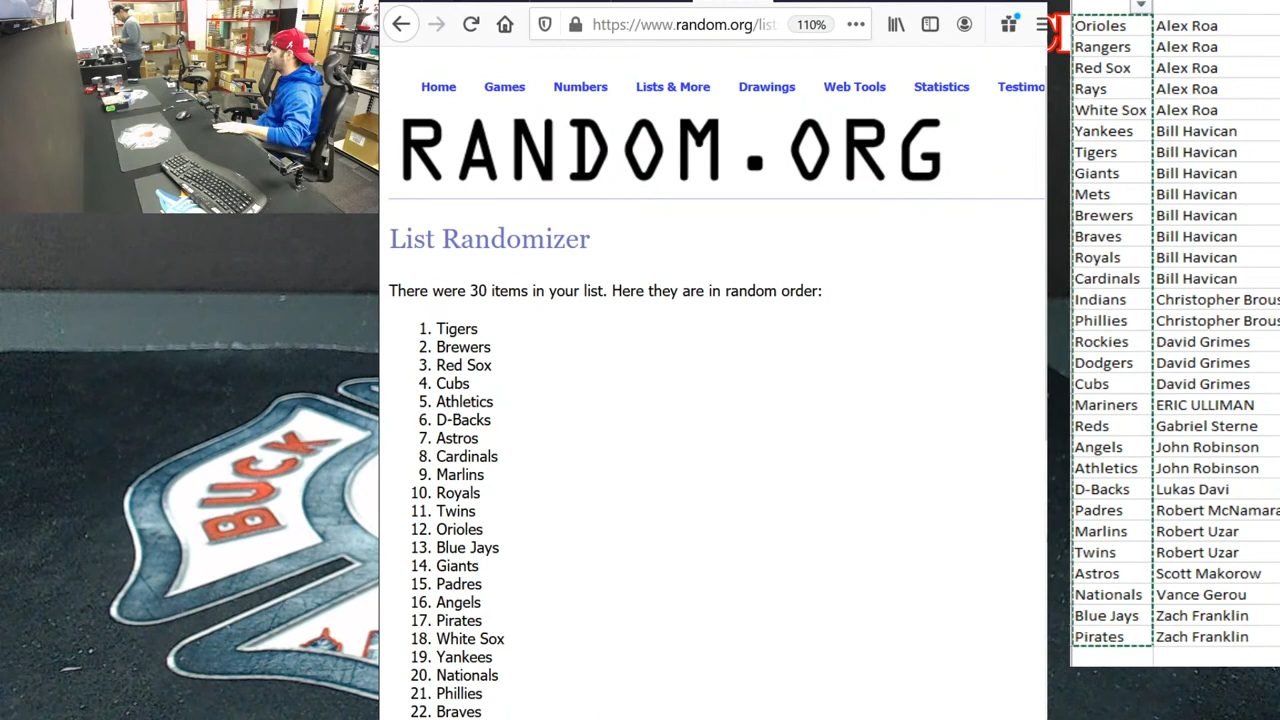 https://www.random.org/list
110%
Home Games Numbers Lists & More Drawings Web Tools Statistics Testimo
RANDOM.ORG
List Randomizer
There were 30 items in your list. Here they are in random order:
1. Tigers
2. Brewers
3. Red Sox
4. Cubs
5. Athletics
6. D-Backs
7. Astros
8. Cardinals
9. Marlins
10. Royals
11. Twins
12. Orioles
13. Blue Jays
14. Giants
15. Padres
16. Angels
17. Pirates
18. White Sox
19. Yankees
20. Nationals
21. Phillies
22. Braves
Orioles Alex Roa
Rangers Alex Roa
Red Sox Alex Roa
Rays Alex Roa
White Sox Alex Roa
Yankees Bill Havican
Tigers Bill Havican
Giants Bill Havican
Mets Bill Havican
Brewers Bill Havican
Braves Bill Havican
Royals Bill Havican
Cardinals Bill Havican
Indians Christopher Brous
Phillies Christopher Brous
Rockies David Grimes
Dodgers David Grimes
Cubs David Grimes
Mariners ERIC ULLIMAN
Reds Gabriel Sterne
Angels John Robinson
Athletics John Robinson
D-Backs Lukas Davi
Padres Robert McNamara
Marlins Robert Uzar
Twins Robert Uzar
Astros Scott Makorow
Nationals Vance Gerou
Blue Jays Zach Franklin
Pirates Zach Franklin
BUCK